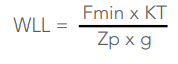 WLL = Fmin x KT
Zp x g